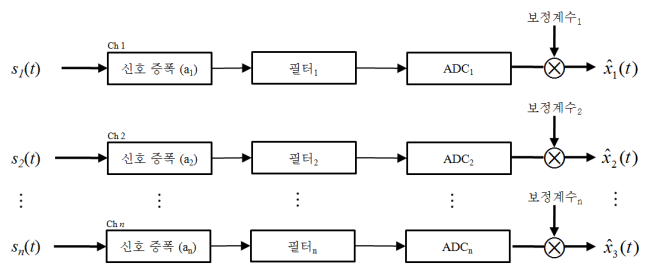 보정계수₁
Ch 1
s₁(t) 신호 증폭 (a₁) 필터₁ ADC₁ x̂₁(t)
보정계수₂
Ch 2
s₂(t) 신호 증폭 (a₂) 필터₂ ADC₂ x̂₂(t)
보정계수ₙ
Ch n
sₙ(t) 신호 증폭 (aₙ) 필터ₙ ADCₙ x̂₃(t)